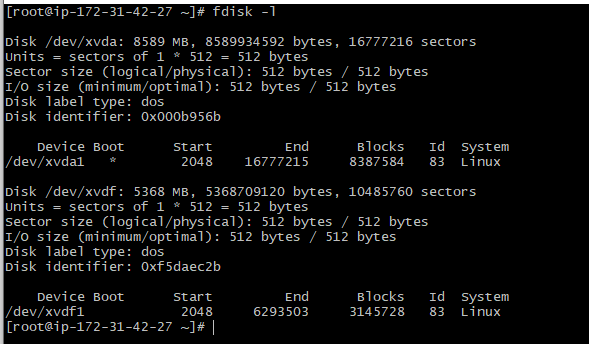 [root@ip-172-31-42-27 ~]# fdisk -l
Disk /dev/xvda: 8589 MB, 8589934592 bytes, 16777216 sectors
Units = sectors of 1 * 512 = 512 bytes
Sector size (logical/physical): 512 bytes / 512 bytes
I/O size (minimum/optimal): 512 bytes / 512 bytes
Disk label type: dos
Disk identifier: 0x000b956b
Device Boot Start End Blocks Id System
/dev/xvda1 * 2048 16777215 8387584 83 Linux
Disk /dev/xvdf: 5368 MB, 5368709120 bytes, 10485760 sectors
Units = sectors of 1 * 512 = 512 bytes
Sector size (logical/physical): 512 bytes / 512 bytes
I/O size (minimum/optimal): 512 bytes / 512 bytes
Disk label type: dos
Disk identifier: 0xf5daec2b
Device Boot Start End Blocks Id System
/dev/xvdf1 2048 6293503 3145728 83 Linux
[root@ip-172-31-42-27 ~]#